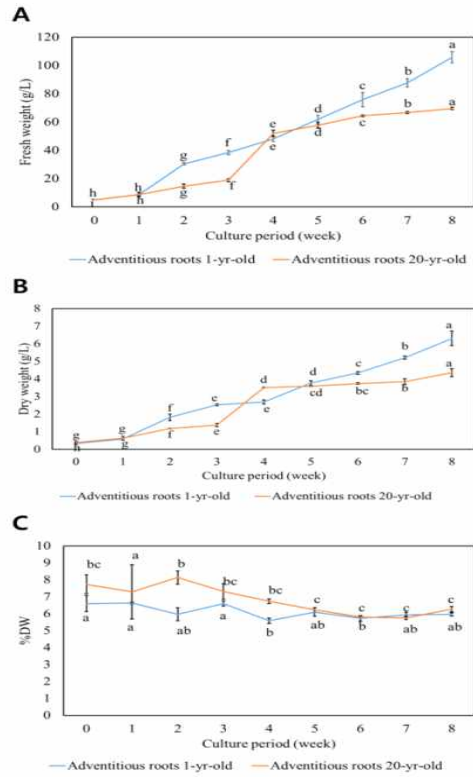 A
120
a
100
b
c
80
d
e
60
a
b
c
d
f
40
e
g
20
h
h
f
g
h
0
0 1 2 3 4 5 6 7 8
Fresh weight (g/L)
Culture period (week)
Adventitious roots 1-yr-old Adventitious roots 20-yr-old
B
8
7
a
6
b
c
5
d
d
a
4
e
f
cd
bc
b
3
e
2
g
g
f
e
1
h
g
0
0 1 2 3 4 5 6 7 8
Dry weight (g/L)
Culture period (week)
Adventitious roots 1-yr-old Adventitious roots 20-yr-old
C
10
bc a b bc bc c c c c
9
8
7
6
5
a a ab a b ab b ab ab
4
3
2
1
0
0 1 2 3 4 5 6 7 8
%DW
Culture period (week)
Adventitious roots 1-yr-old Adventitious roots 20-yr-old